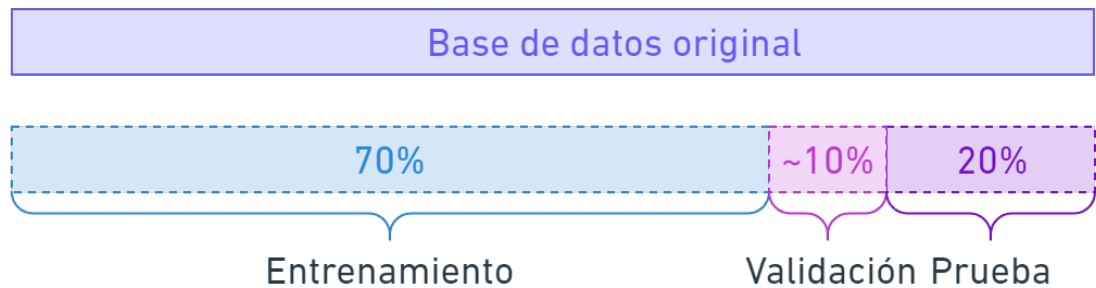 Base de datos original
70% ~10% 20%
Entrenamiento Validación Prueba